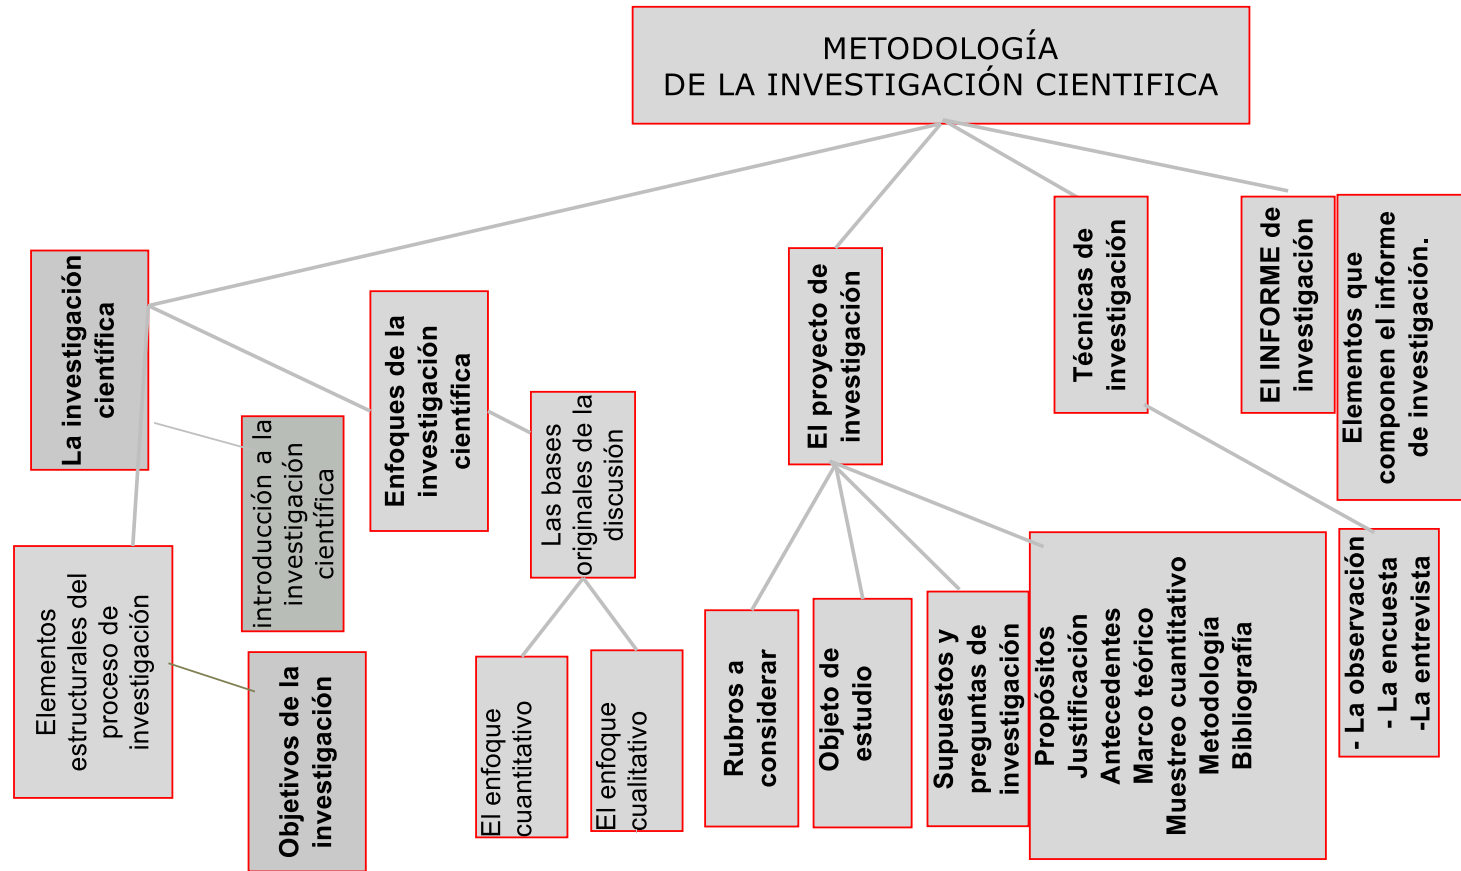 METODOLOGÍA
DE LA INVESTIGACIÓN CIENTIFICA
La investigación
científica
introducción a la
investigación
científica
Elementos
estructurales del
proceso de
investigación
Objetivos de la
investigación
Enfoques de la
investigación
científica
Las bases
originales de la
discusión
El enfoque
cuantitativo
El enfoque
cualitativo
El proyecto de
investigación
Rubros a
considerar
Objeto de
estudio
Supuestos y
preguntas de
investigación
Propósitos
Justificación
Antecedentes
Marco teórico
Muestreo cuantitativo
Metodología
Bibliografía
Técnicas de
investigación
- La observación
- La encuesta
-La entrevista
El INFORME de
investigación
Elementos que
componen el informe
de investigación.